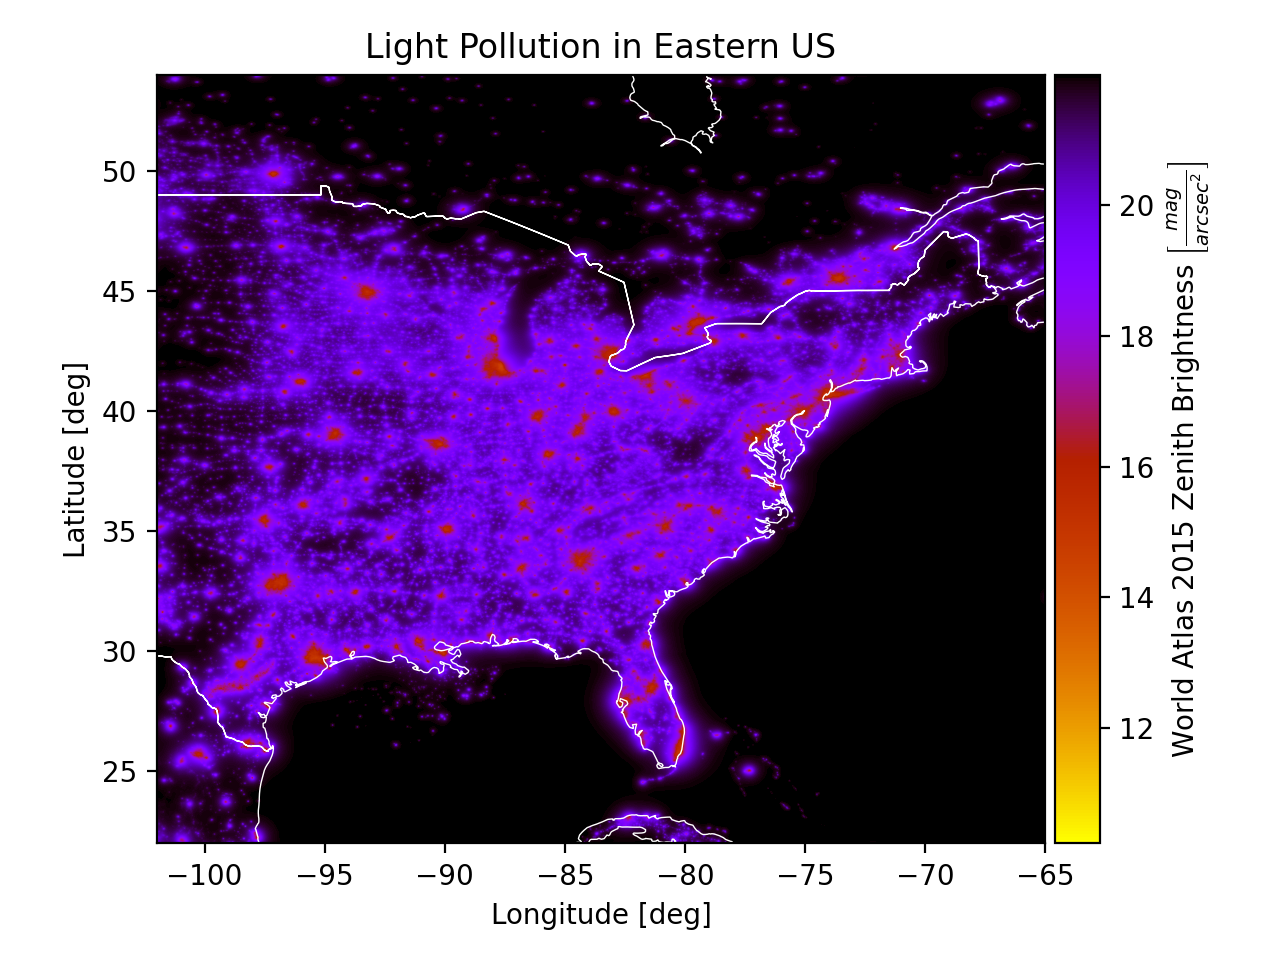 Light Pollution in Eastern US
50
45
40
35
30
25
Latitude [deg]
−100 −95 −90 −85 −80 −75 −70 −65
Longitude [deg]
20
18
16
14
12
World Atlas 2015 Zenith Brightness [mag/arcsec²]